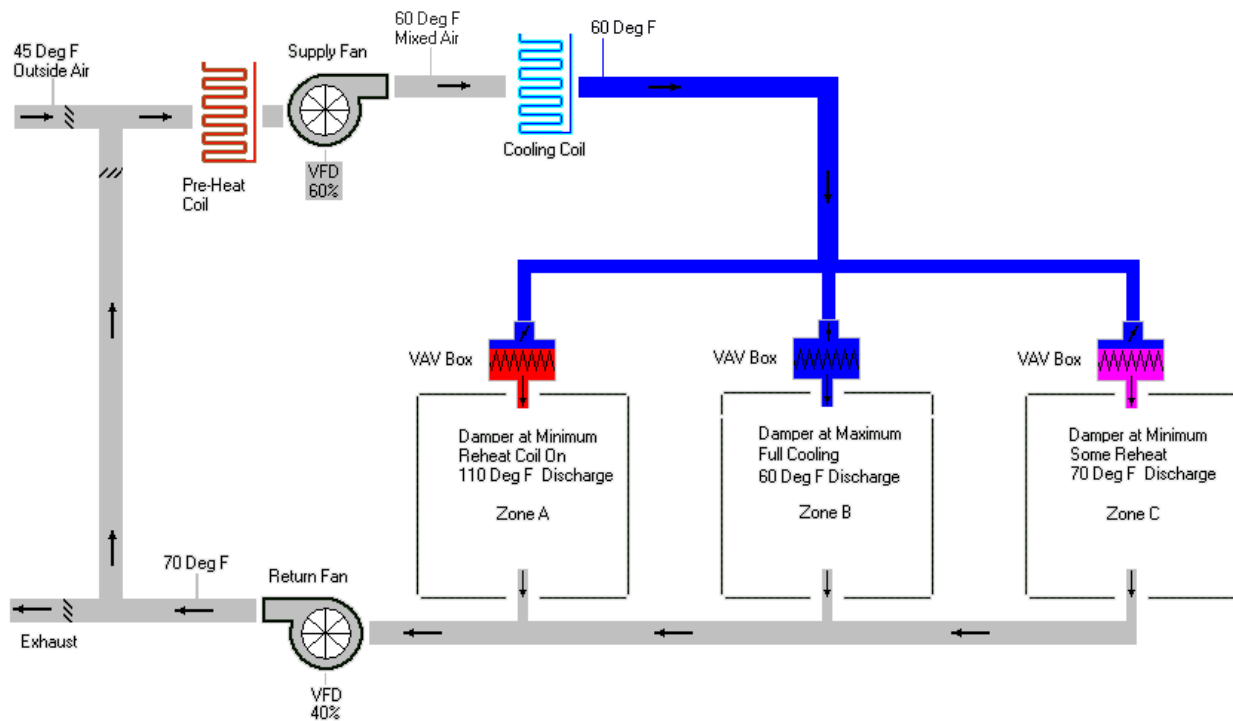 45 Deg F
Outside Air
Supply Fan
60 Deg F
Mixed Air
60 Deg F
Pre-Heat
Coil
VFD
60%
Cooling Coil
VAV Box
VAV Box
VAV Box
Damper at Minimum
Reheat Coil On
110 Deg F Discharge
Zone A
Damper at Maximum
Full Cooling
60 Deg F Discharge
Zone B
Damper at Minimum
Some Reheat
70 Deg F Discharge
Zone C
70 Deg F
Return Fan
Exhaust
VFD
40%